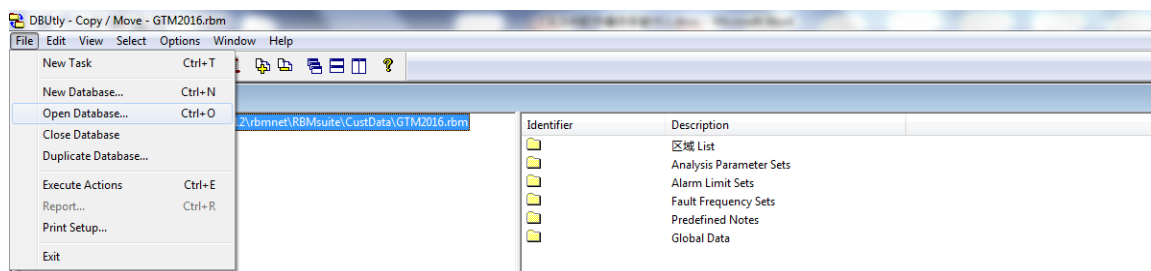 DBUtly - Copy / Move - GTM2016.rbm
File Edit View Select Options Window Help
New Task Ctrl+T
New Database... Ctrl+N
Open Database... Ctrl+O
Close Database
Duplicate Database...
Execute Actions Ctrl+E
Report... Ctrl+R
Print Setup...
Exit
2\rbmnet\RBMsuite\CustData\GTM2016.rbm
Identifier Description
区域 List
Analysis Parameter Sets
Alarm Limit Sets
Fault Frequency Sets
Predefined Notes
Global Data